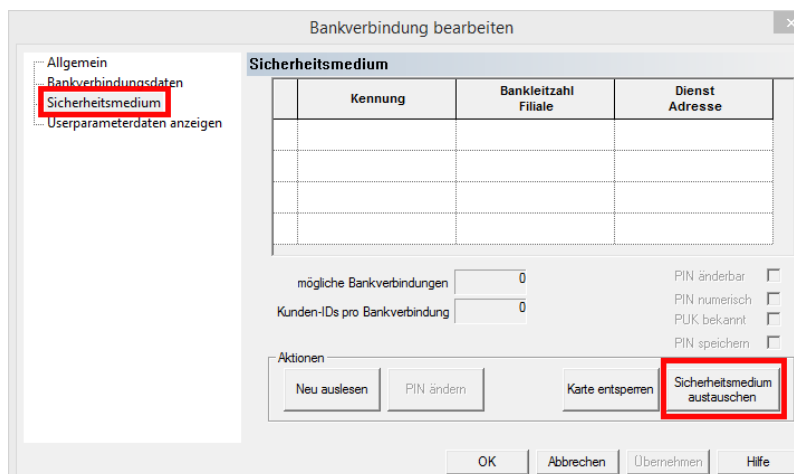 Bankverbindung bearbeiten
Allgemein
Bankverbindungsdaten
Sicherheitsmedium
Userparameterdaten anzeigen
Sicherheitsmedium
Kennung
Bankleitzahl
Filiale
Dienst
Adresse
mögliche Bankverbindungen 0
Kunden-IDs pro Bankverbindung 0
PIN änderbar
PIN numerisch
PUK bekannt
PIN speichern
Aktionen
Neu auslesen
PIN ändern
Karte entsperren
Sicherheitsmedium
austauschen
OK
Abbrechen
Übernehmen
Hilfe